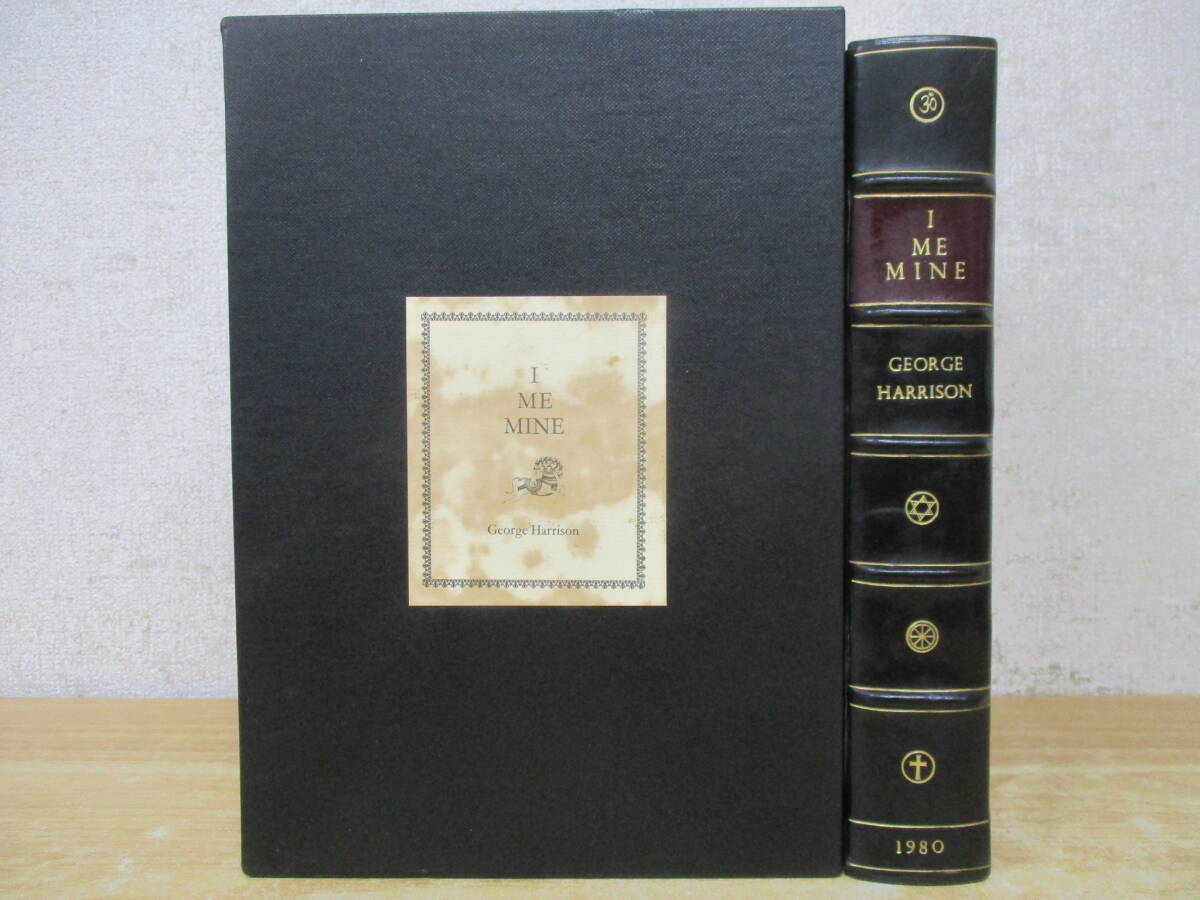 I
ME
MINE
George Harrison
ॐ
I
ME
MINE
GEORGE
HARRISON
1980